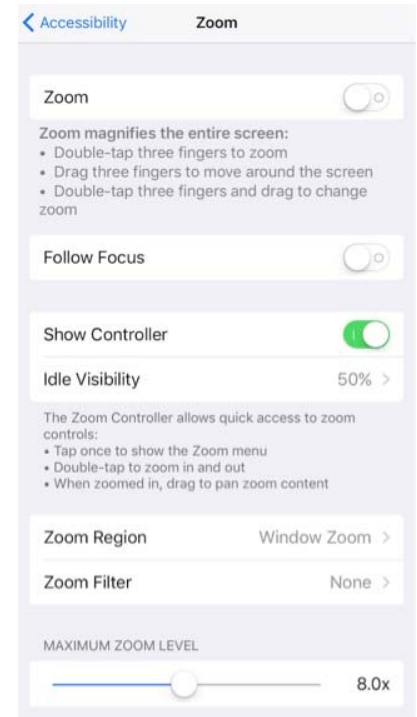 Accessibility Zoom
Zoom
Zoom magnifies the entire screen:
• Double-tap three fingers to zoom
• Drag three fingers to move around the screen
• Double-tap three fingers and drag to change
zoom
Follow Focus
Show Controller
Idle Visibility 50%
The Zoom Controller allows quick access to zoom
controls:
• Tap once to show the Zoom menu
• Double-tap to zoom in and out
• When zoomed in, drag to pan zoom content
Zoom Region Window Zoom
Zoom Filter None
MAXIMUM ZOOM LEVEL
8.0x